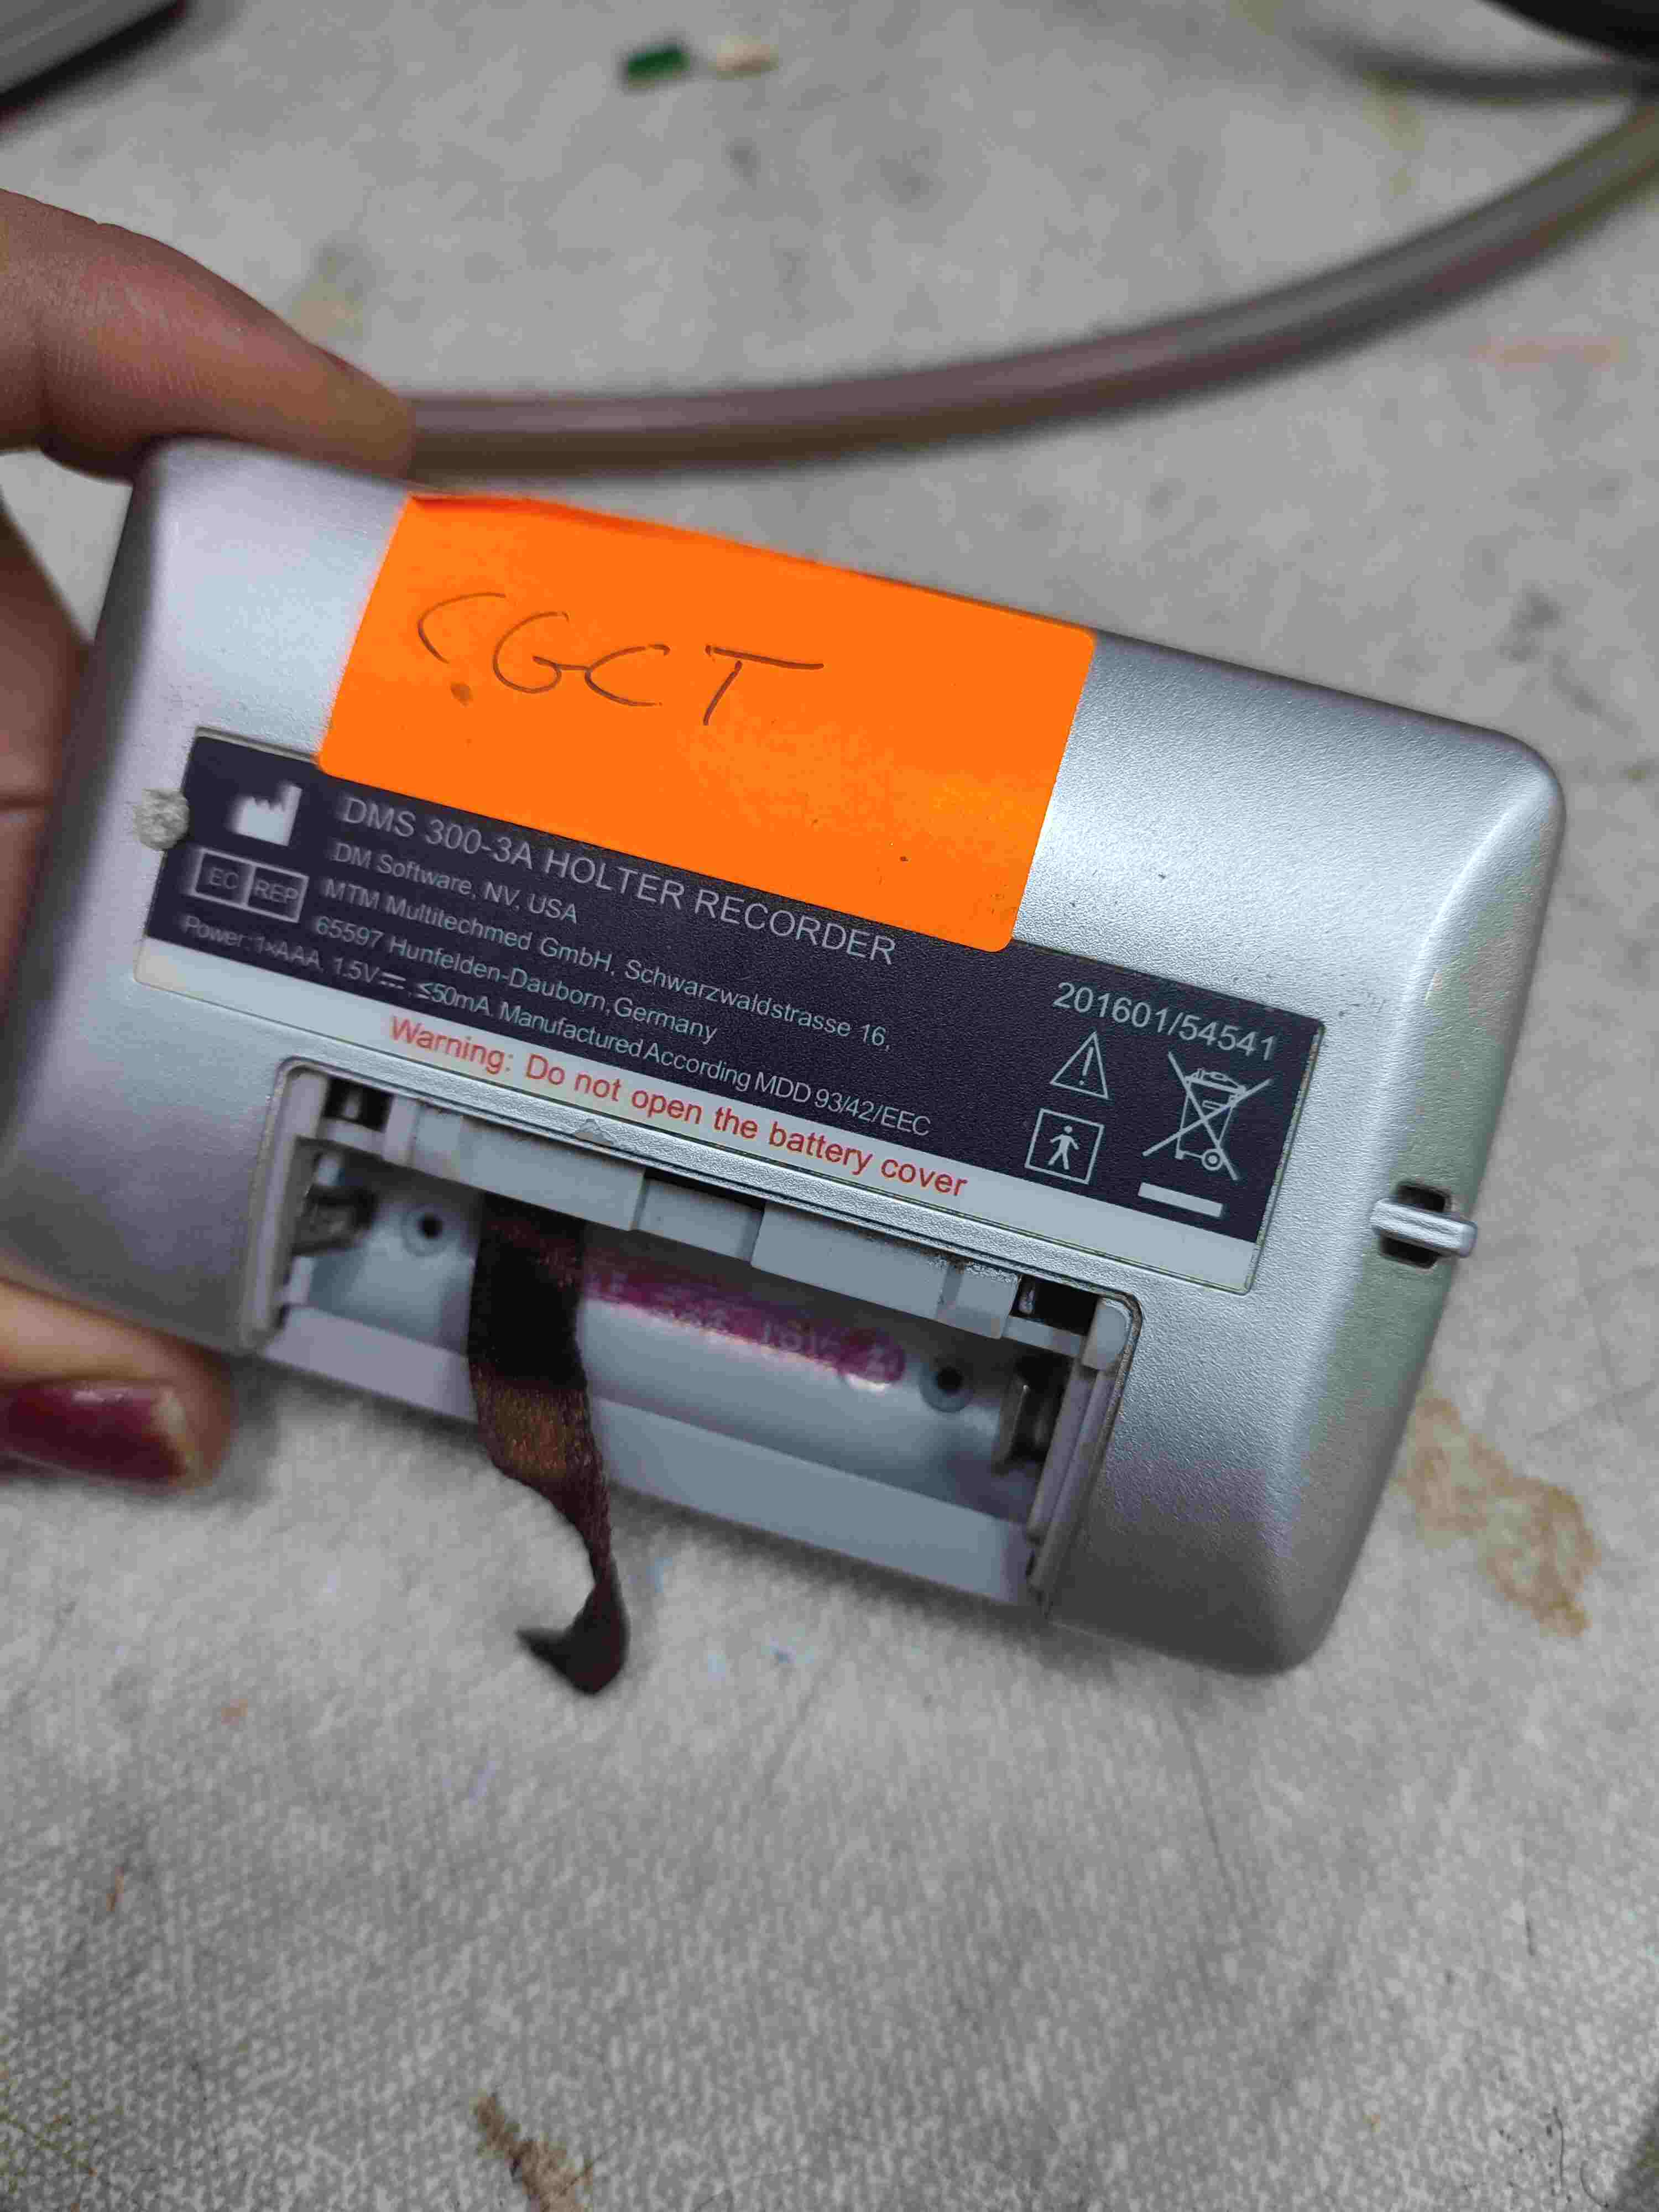 GCT
DMS 300-3A HOLTER RECORDER
DM Software, NV, USA
EC REP
MTM Multitechmed GmbH, Schwarzwaldstrasse 16,
65597 Hunfelden-Dauborn, Germany
Power: 1×AAA, 1.5V⎓, ≤50mA. Manufactured According MDD 93/42/EEC
201601/54541
Warning: Do not open the battery cover